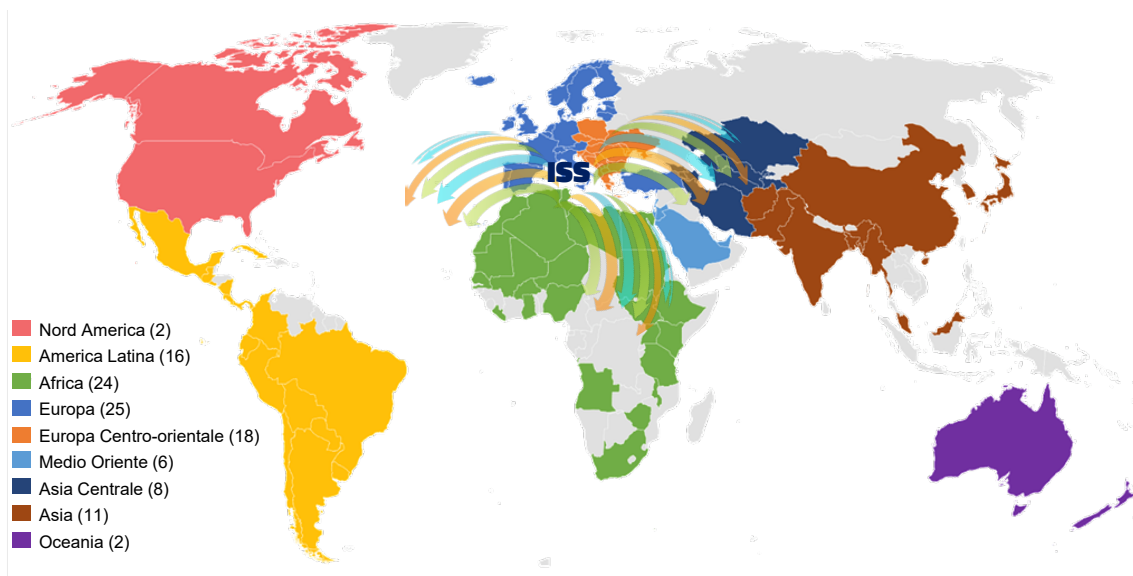 ISS
Nord America (2)
America Latina (16)
Africa (24)
Europa (25)
Europa Centro-orientale (18)
Medio Oriente (6)
Asia Centrale (8)
Asia (11)
Oceania (2)